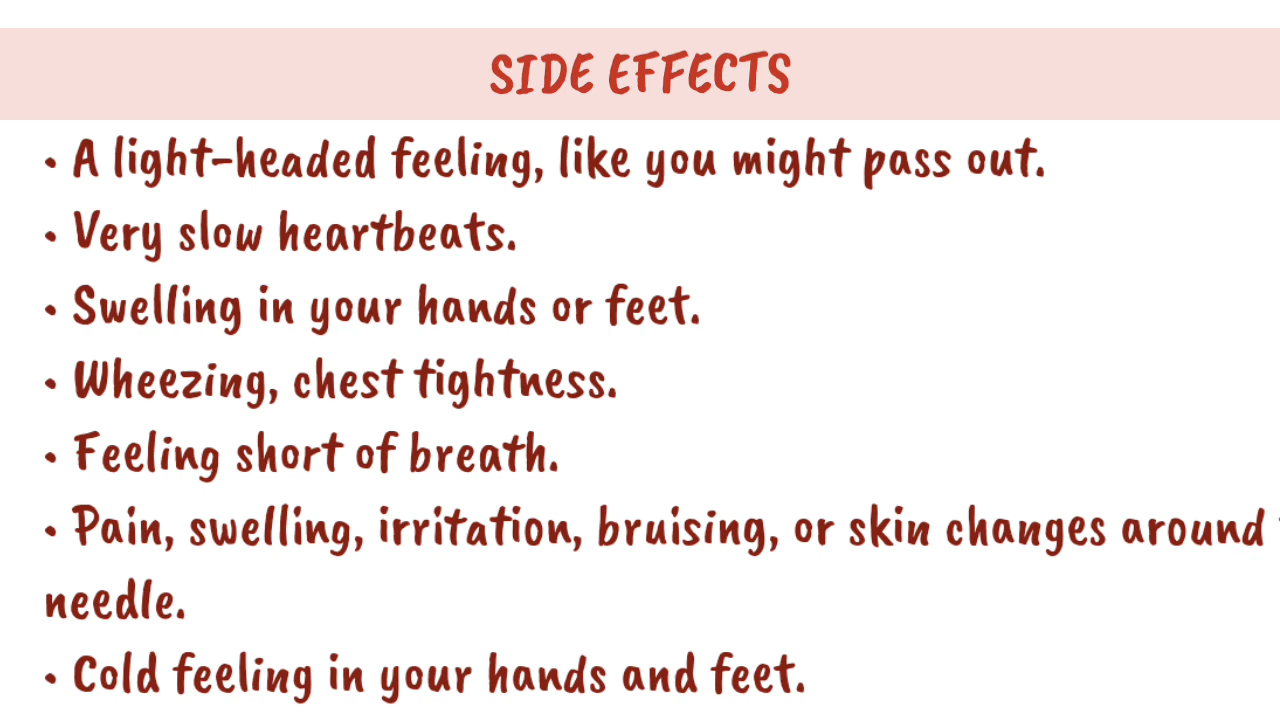 SIDE EFFECTS
• A light-headed feeling, like you might pass out.
• Very slow heartbeats.
• Swelling in your hands or feet.
• Wheezing, chest tightness.
• Feeling short of breath.
• Pain, swelling, irritation, bruising, or skin changes around
needle.
• Cold feeling in your hands and feet.